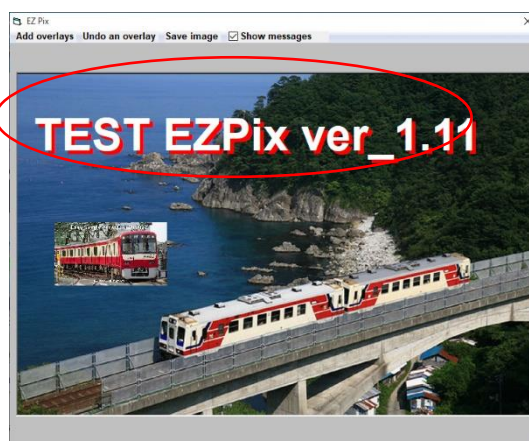 EZ Pix
Add overlays Undo an overlay Save image Show messages
TEST EZPix ver_1.11